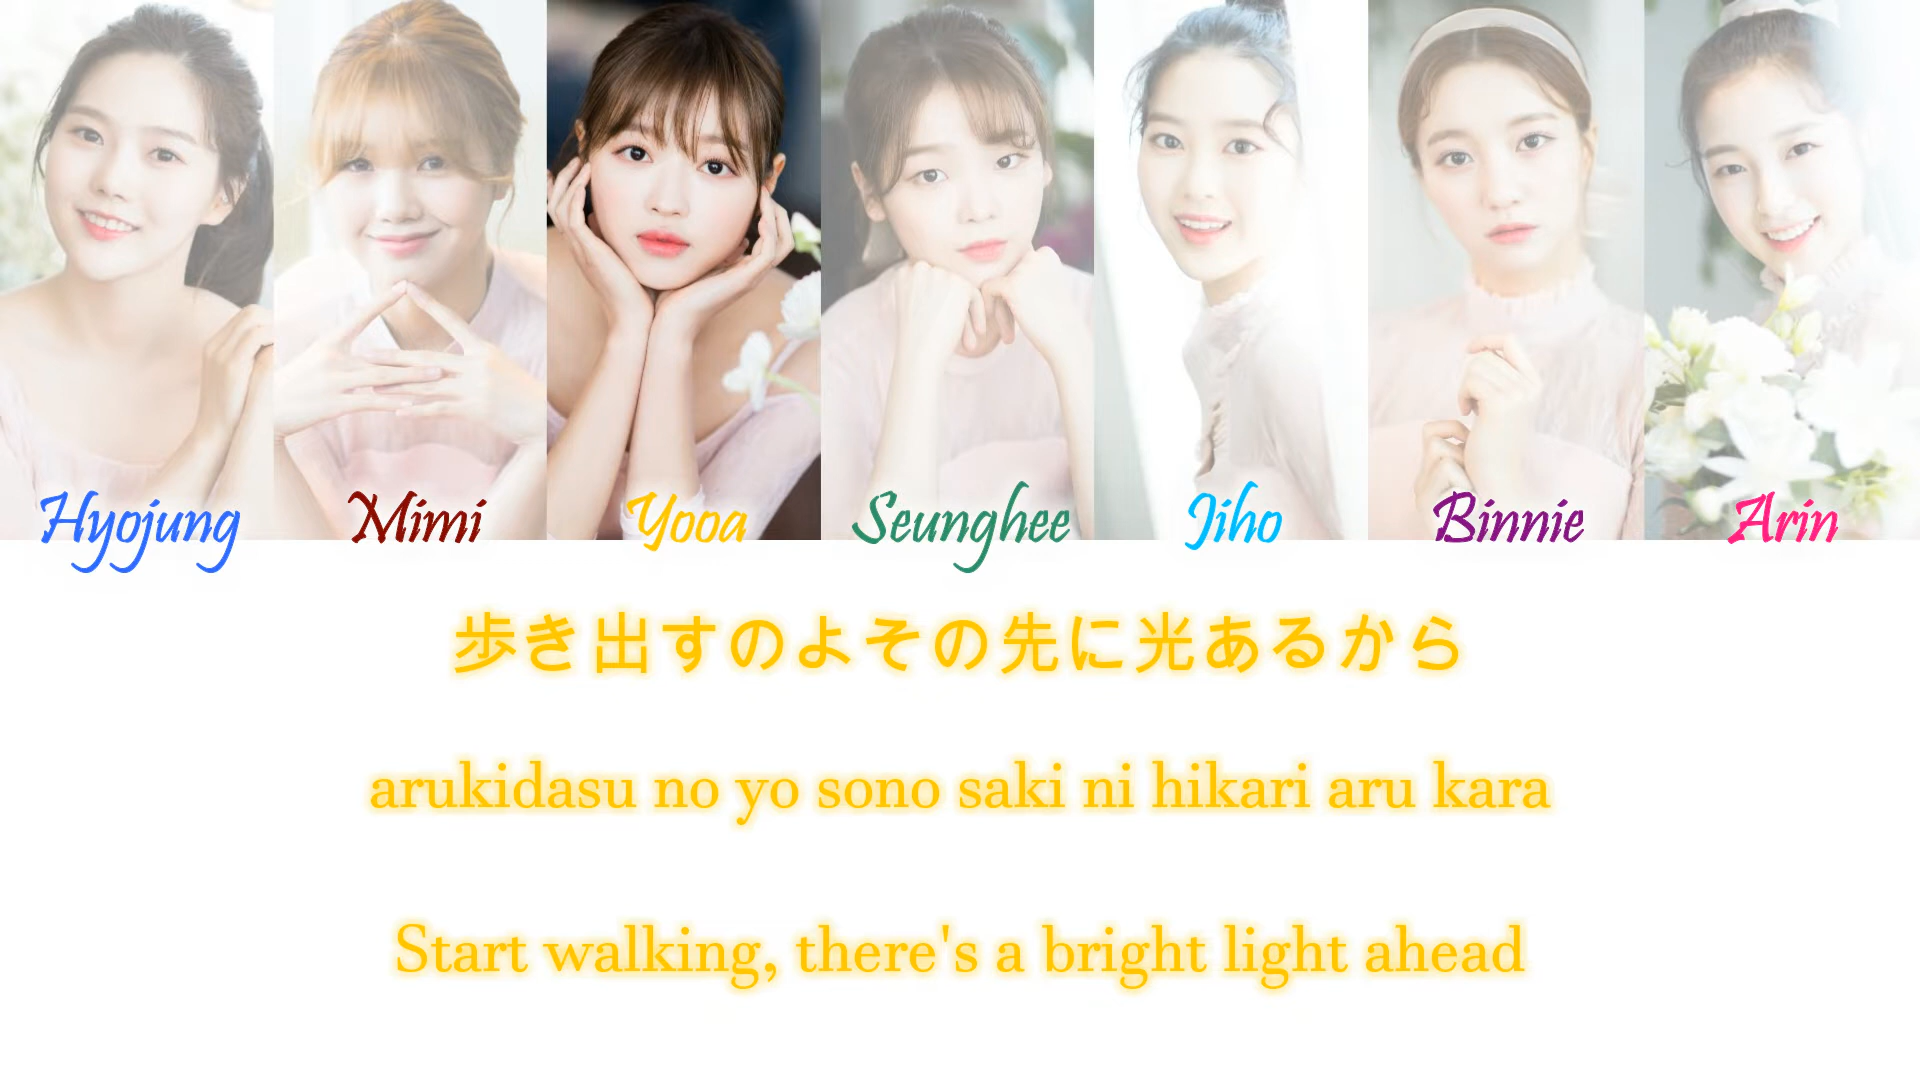 Hyojung Mimi Yooa Seunghee Jiho Binnie Arin
歩き出すのよその先に光あるから
arukidasu no yo sono saki ni hikari aru kara
Start walking, there's a bright light ahead